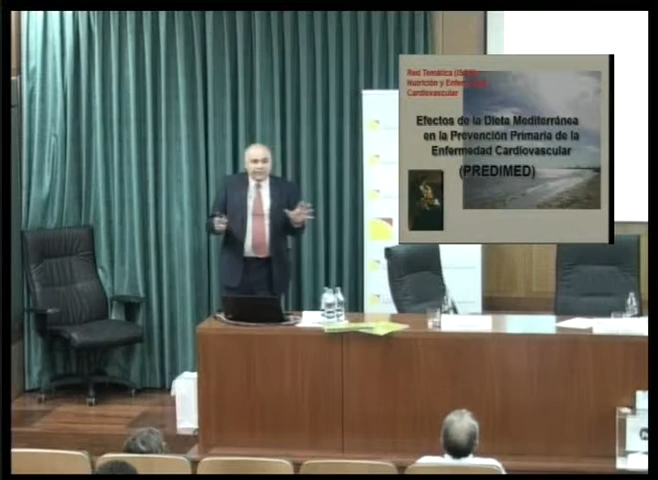 Red Temática
Nutrición y
Cardiovascular
Efectos de la Dieta Mediterránea
en la Prevención Primaria de la
Enfermedad Cardiovascular
(PREDIMED)